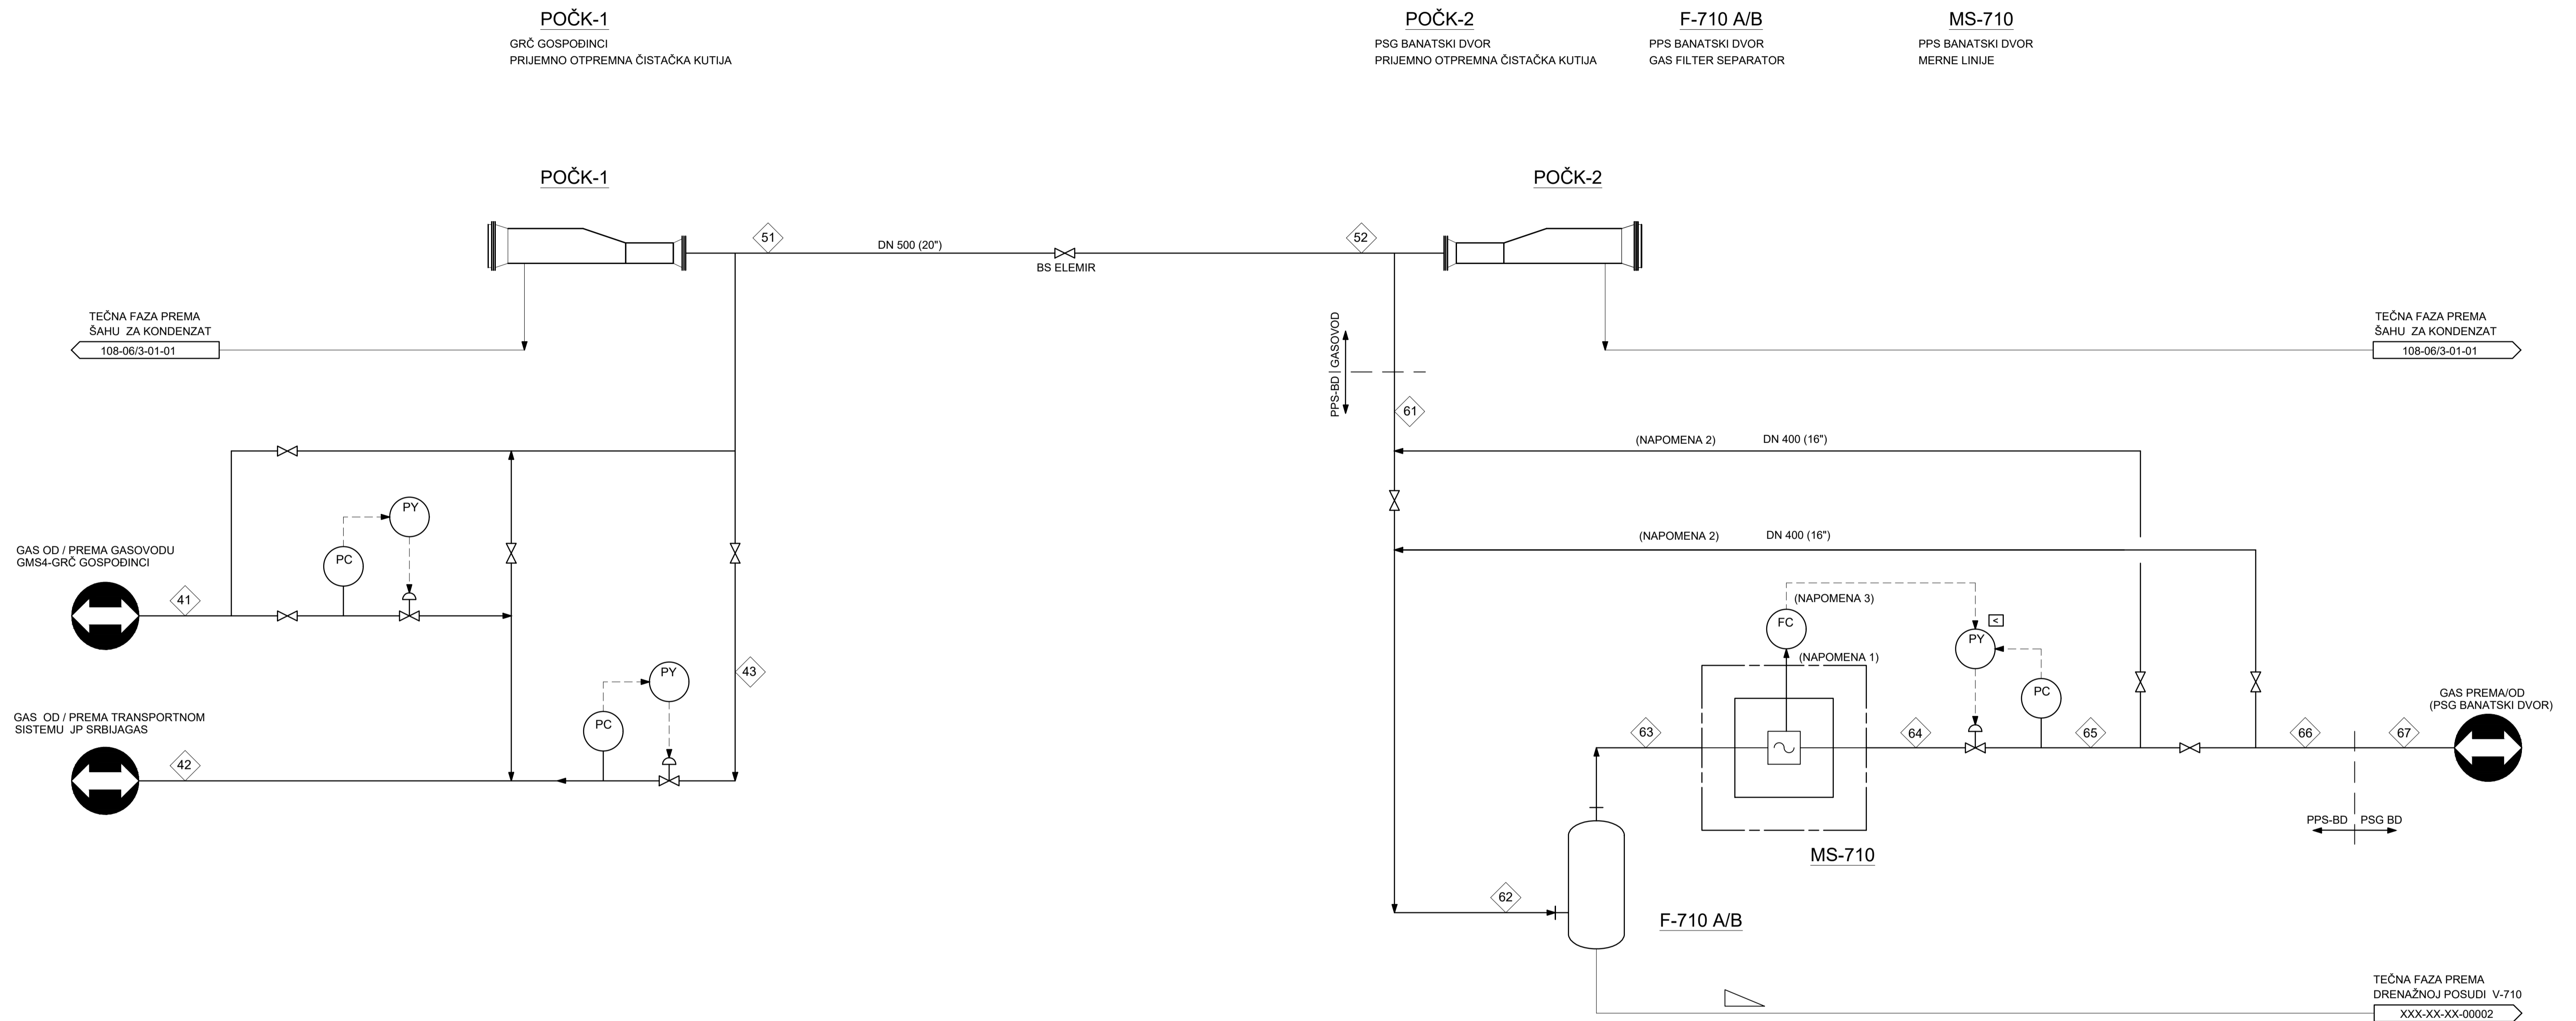 POČK-1
GRČ GOSPOĐINCI
PRIJEMNO OTPREMNA ČISTAČKA KUTIJA
POČK-2
PSG BANATSKI DVOR
PRIJEMNO OTPREMNA ČISTAČKA KUTIJA
F-710 A/B
PPS BANATSKI DVOR
GAS FILTER SEPARATOR
MS-710
PPS BANATSKI DVOR
MERNE LINIJE
POČK-1
POČK-2
51
DN 500 (20")
BS ELEMIR
52
TEČNA FAZA PREMA
ŠAHU ZA KONDENZAT
108-06/3-01-01
TEČNA FAZA PREMA
ŠAHU ZA KONDENZAT
108-06/3-01-01
PPS-BD
GASOVOD
61
(NAPOMENA 2)
DN 400 (16")
(NAPOMENA 2)
DN 400 (16")
PY
PC
GAS OD / PREMA GASOVODU
GMS4-GRČ GOSPOĐINCI
41
PY
PC
43
GAS OD / PREMA TRANSPORTNOM
SISTEMU JP SRBIJAGAS
42
(NAPOMENA 3)
FC
(NAPOMENA 1)
<
PY
PC
63
64
65
66
67
GAS PREMA/OD
(PSG BANATSKI DVOR)
PPS-BD
PSG BD
MS-710
62
F-710 A/B
TEČNA FAZA PREMA
DRENAŽNOJ POSUDI V-710
XXX-XX-XX-00002